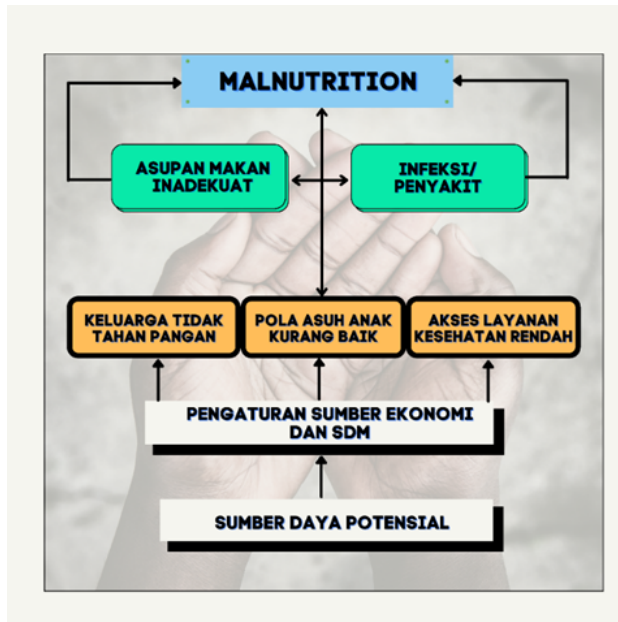 MALNUTRITION
ASUPAN MAKAN
INADEKUAT
INFEKSI/
PENYAKIT
KELUARGA TIDAK
TAHAN PANGAN
POLA ASUH ANAK
KURANG BAIK
AKSES LAYANAN
KESEHATAN RENDAH
PENGATURAN SUMBER EKONOMI
DAN SDM
SUMBER DAYA POTENSIAL